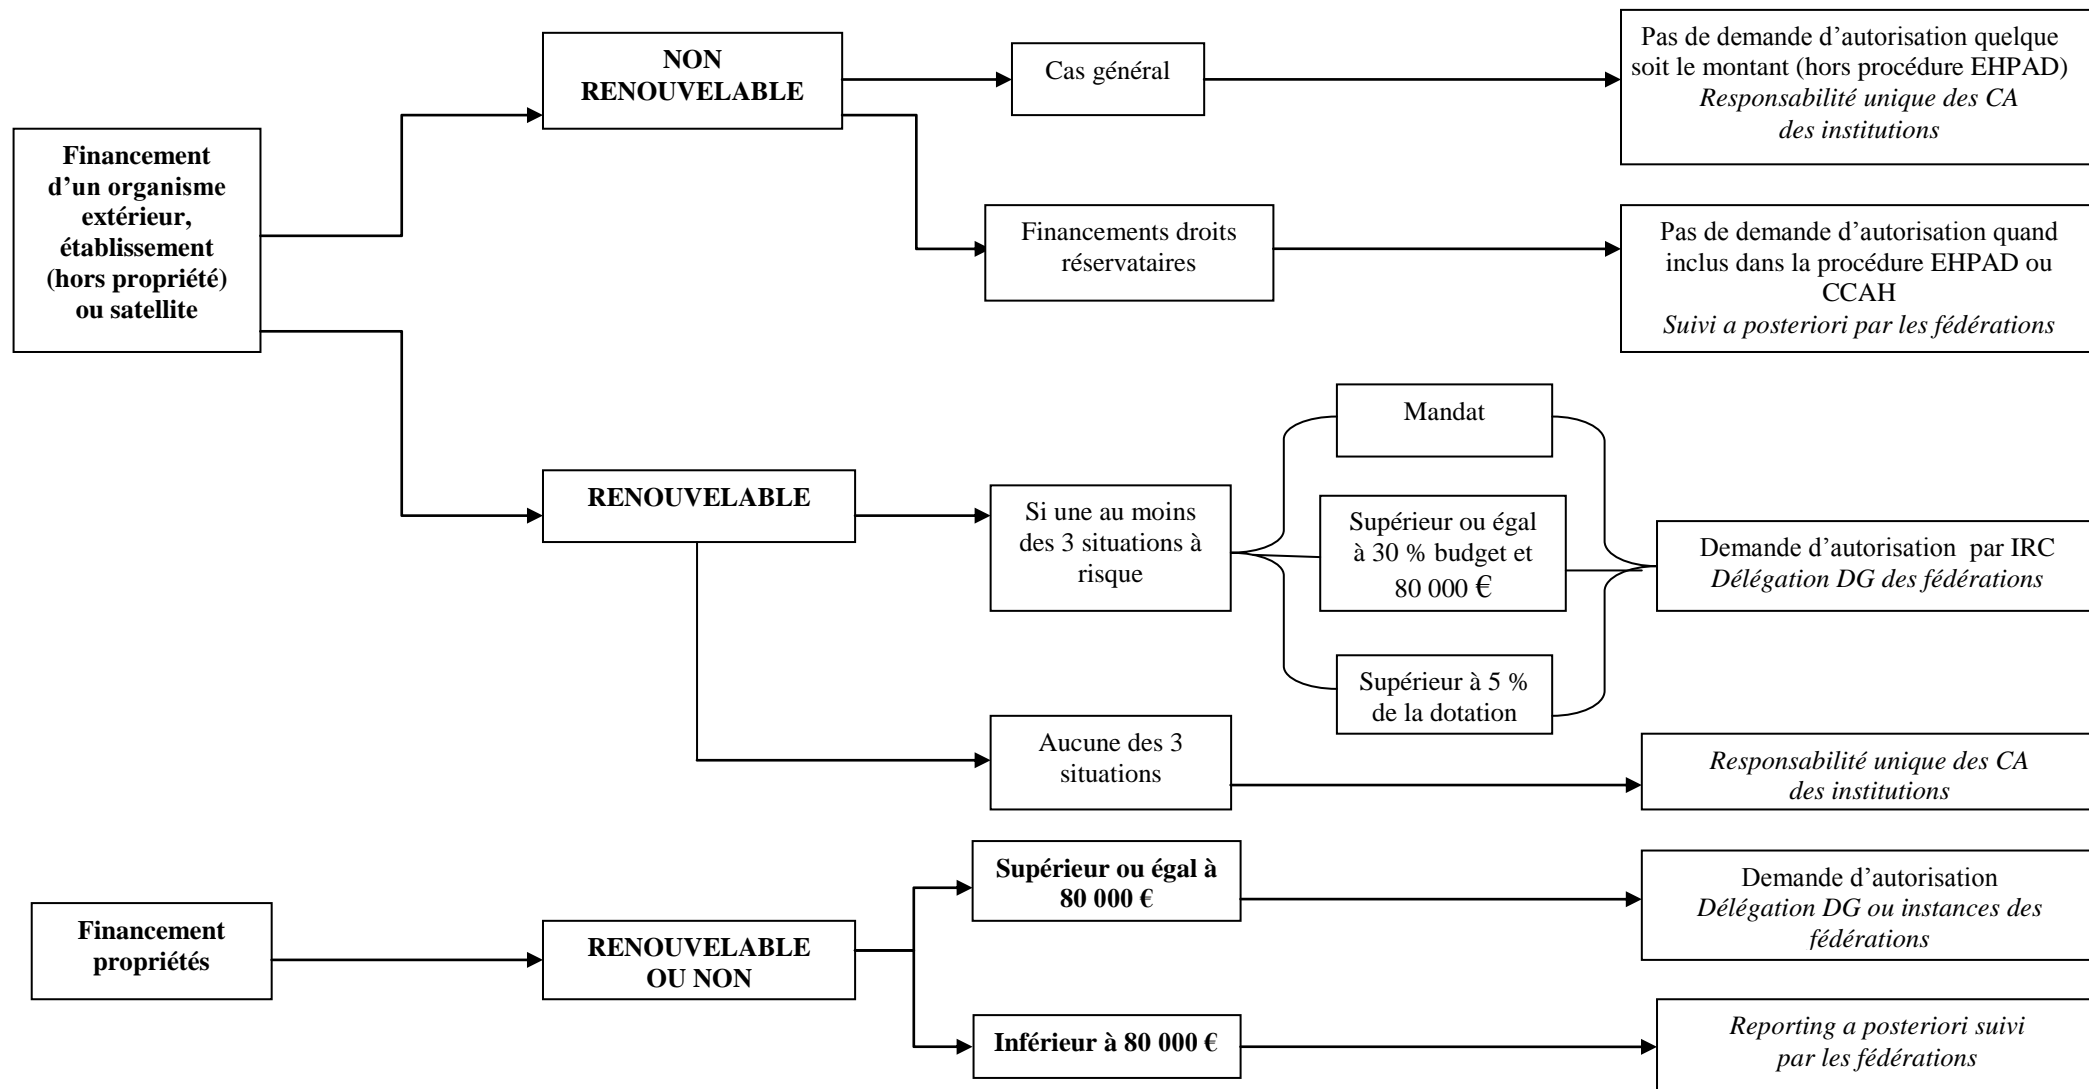 NON
RENOUVELABLE
Cas général
Pas de demande d’autorisation quelque
soit le montant (hors procédure EHPAD)
Responsabilité unique des CA
des institutions
Financement
d’un organisme
extérieur,
établissement
(hors propriété)
ou satellite
Financements droits
réservataires
Pas de demande d’autorisation quand
inclus dans la procédure EHPAD ou
CCAH
Suivi a posteriori par les fédérations
RENOUVELABLE
Si une au moins
des 3 situations à
risque
Mandat
Supérieur ou égal
à 30 % budget et
80 000 €
Supérieur à 5 %
de la dotation
Demande d’autorisation par IRC
Délégation DG des fédérations
Aucune des 3
situations
Responsabilité unique des CA
des institutions
Financement
propriétés
RENOUVELABLE
OU NON
Supérieur ou égal à
80 000 €
Demande d’autorisation
Délégation DG ou instances des
fédérations
Inférieur à 80 000 €
Reporting a posteriori suivi
par les fédérations